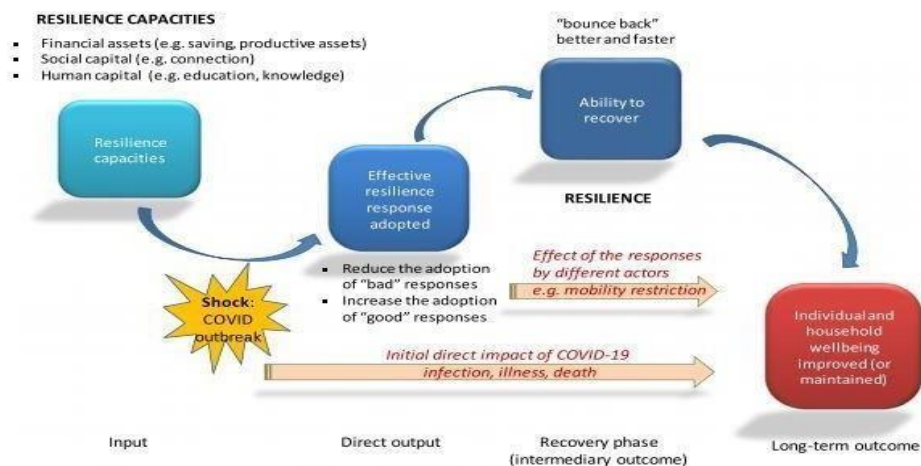 RESILIENCE CAPACITIES
▪ Financial assets (e.g. saving, productive assets)
▪ Social capital (e.g. connection)
▪ Human capital (e.g. education, knowledge)
Resilience
capacities
Shock:
COVID
outbreak
Effective
resilience
response
adopted
▪ Reduce the adoption
of “bad” responses
▪ Increase the adoption
of “good” responses
“bounce back”
better and faster
Ability to
recover
RESILIENCE
Effect of the responses
by different actors
e.g. mobility restriction
Initial direct impact of COVID-19
infection, illness, death
Individual and
household
wellbeing
improved (or
maintained)
Input
Direct output
Recovery phase
(intermediary outcome)
Long-term outcome